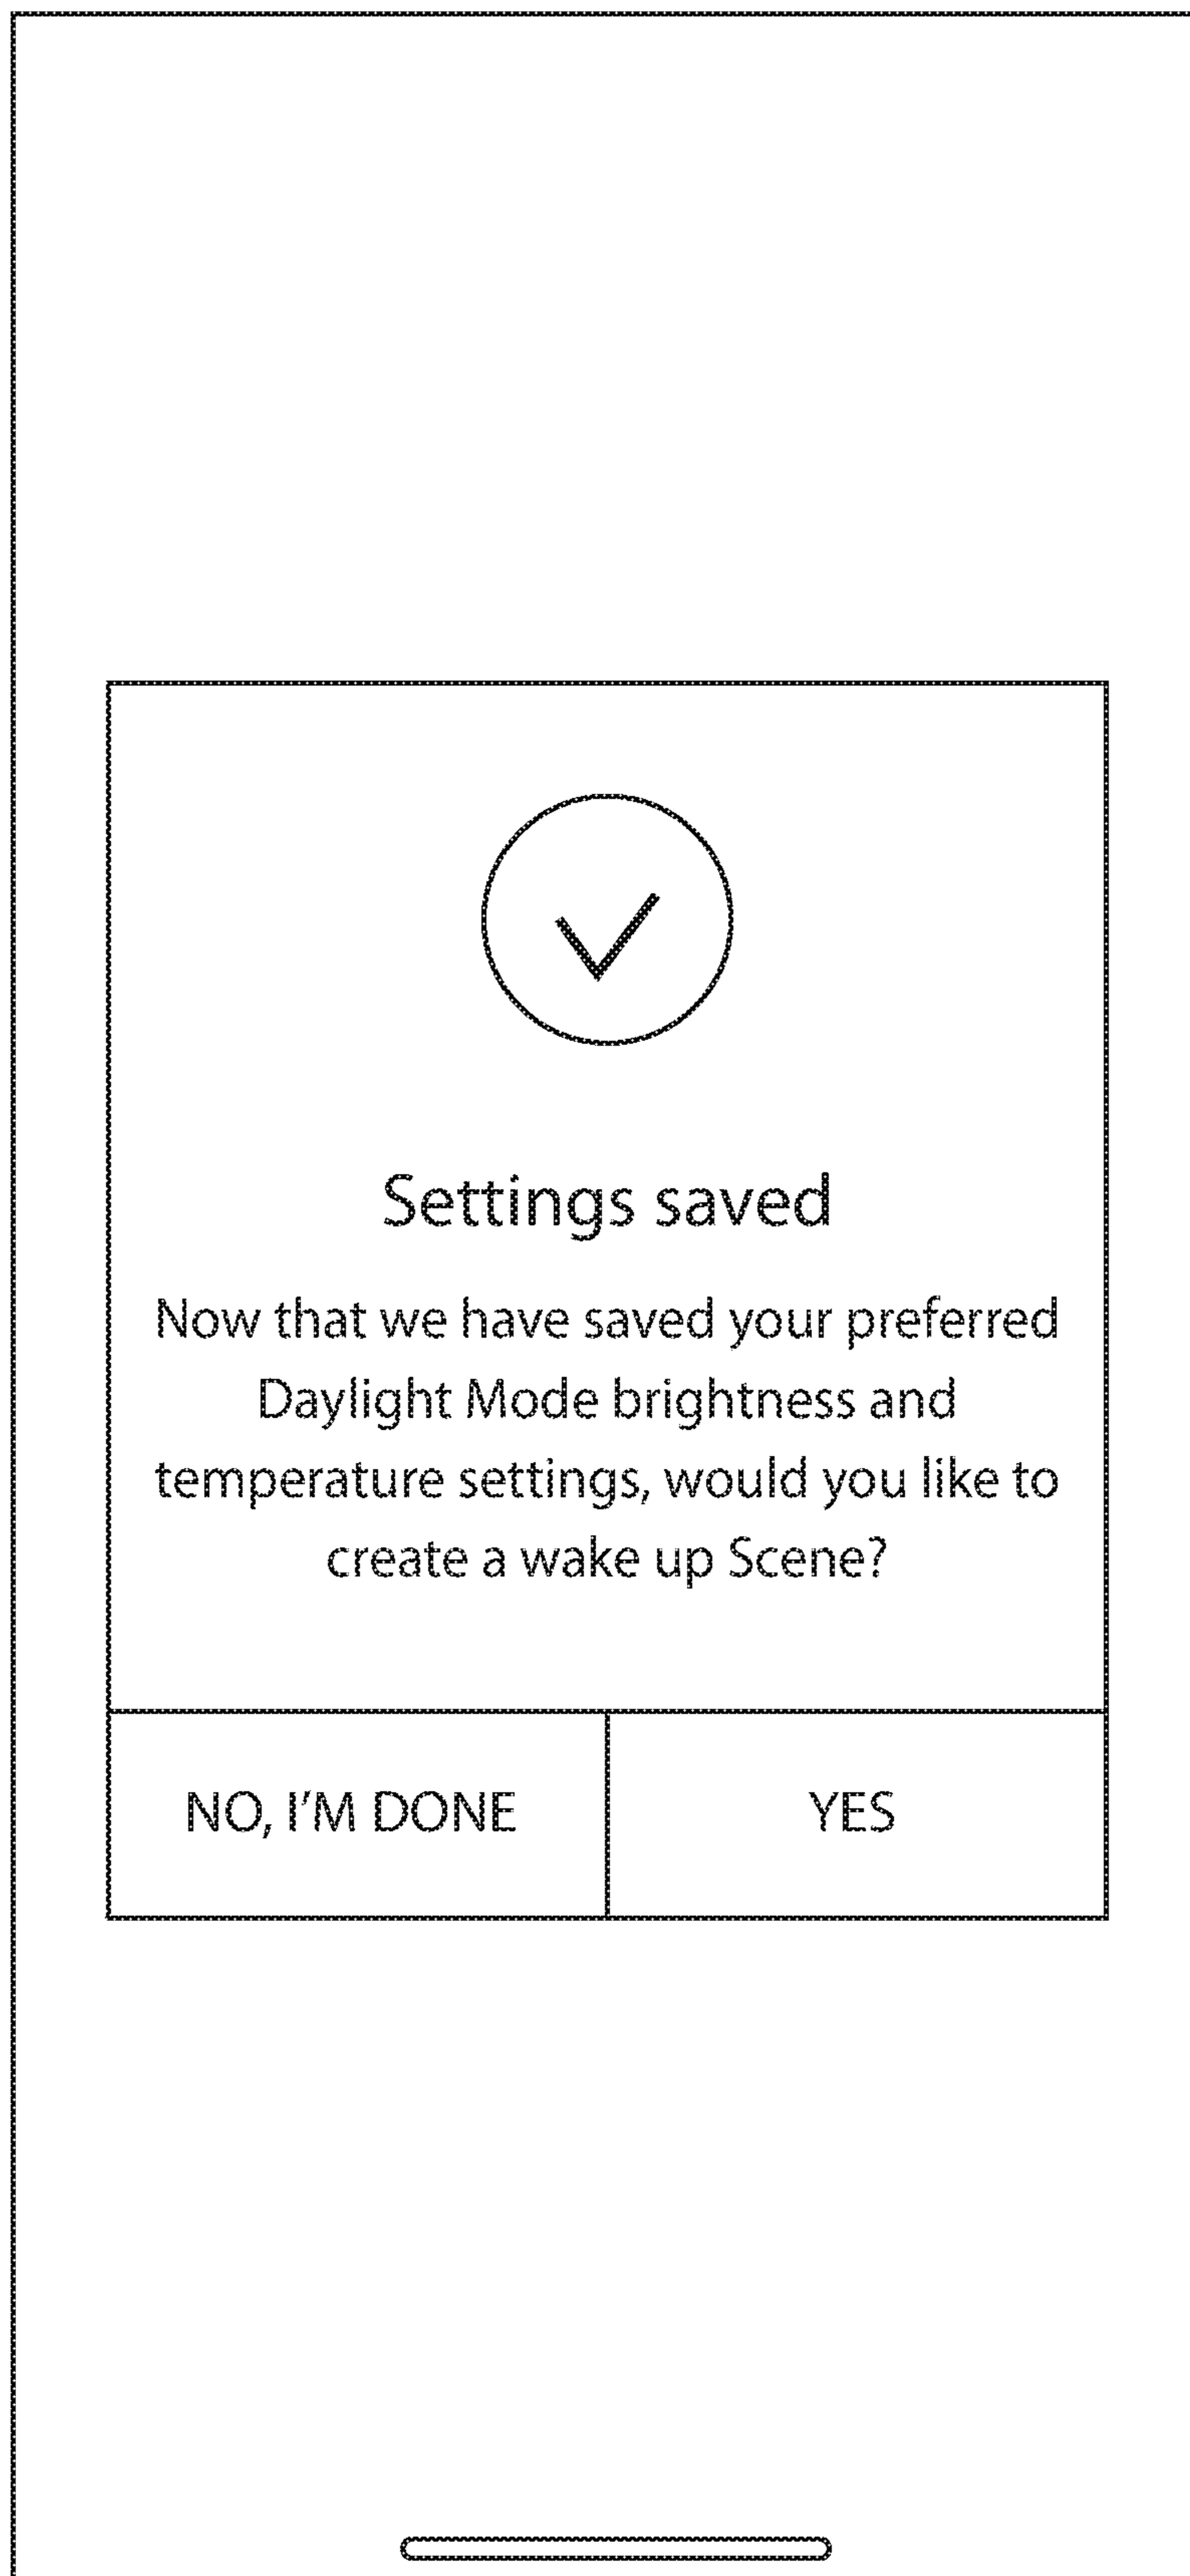 Settings saved
Now that we have saved your preferred
Daylight Mode brightness and
temperature settings, would you like to
create a wake up Scene?
NO, I’M DONE
YES